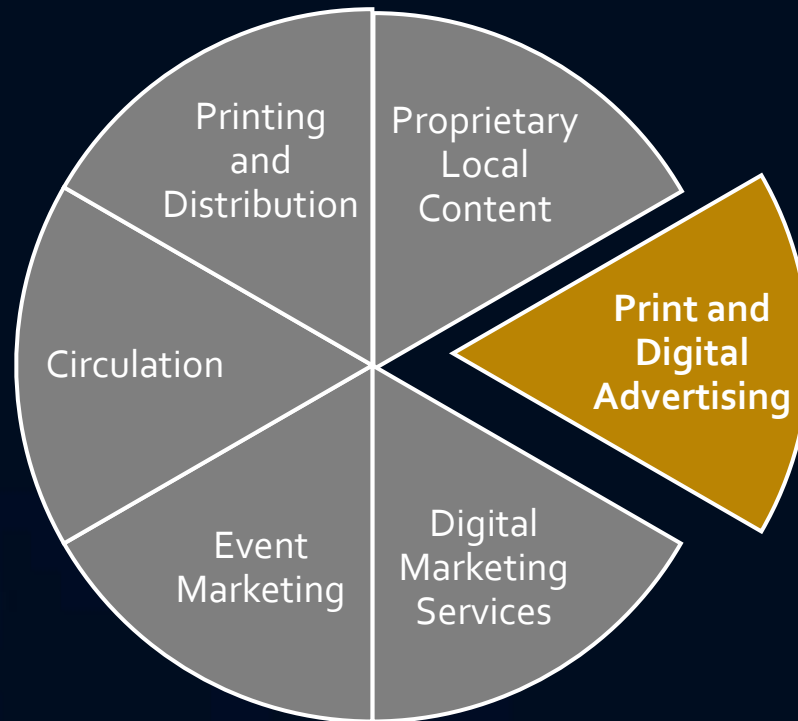 Printing
and
Distribution
Proprietary
Local
Content
Print and
Digital
Advertising
Circulation
Event
Marketing
Digital
Marketing
Services